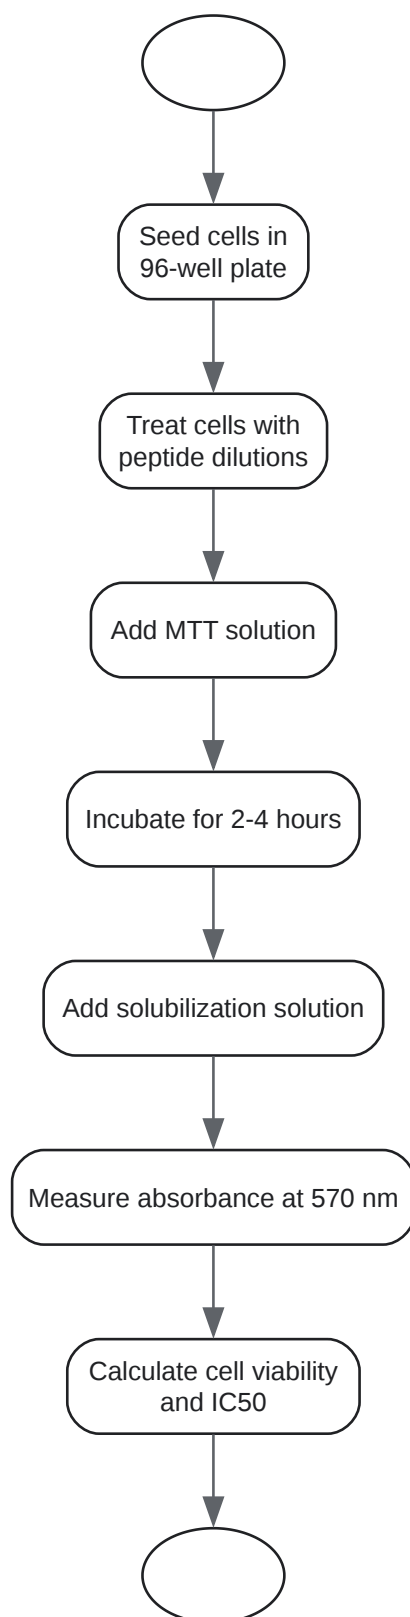 Seed cells in
96-well plate
Treat cells with
peptide dilutions
Add MTT solution
Incubate for 2-4 hours
Add solubilization solution
Measure absorbance at 570 nm
Calculate cell viability
and IC50